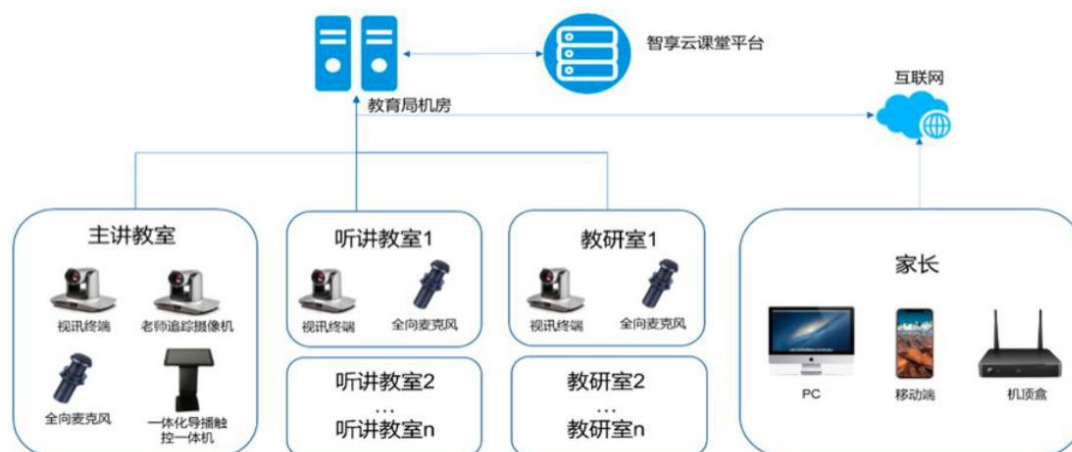 智享云课堂平台
互联网
教育局机房
主讲教室
视讯终端
老师追踪摄像机
全向麦克风
一体化导播触
控一体机
听讲教室1
视讯终端
全向麦克风
听讲教室2
...
听讲教室n
教研室1
视讯终端
全向麦克风
教研室2
...
教研室n
家长
PC
移动端
机顶盒